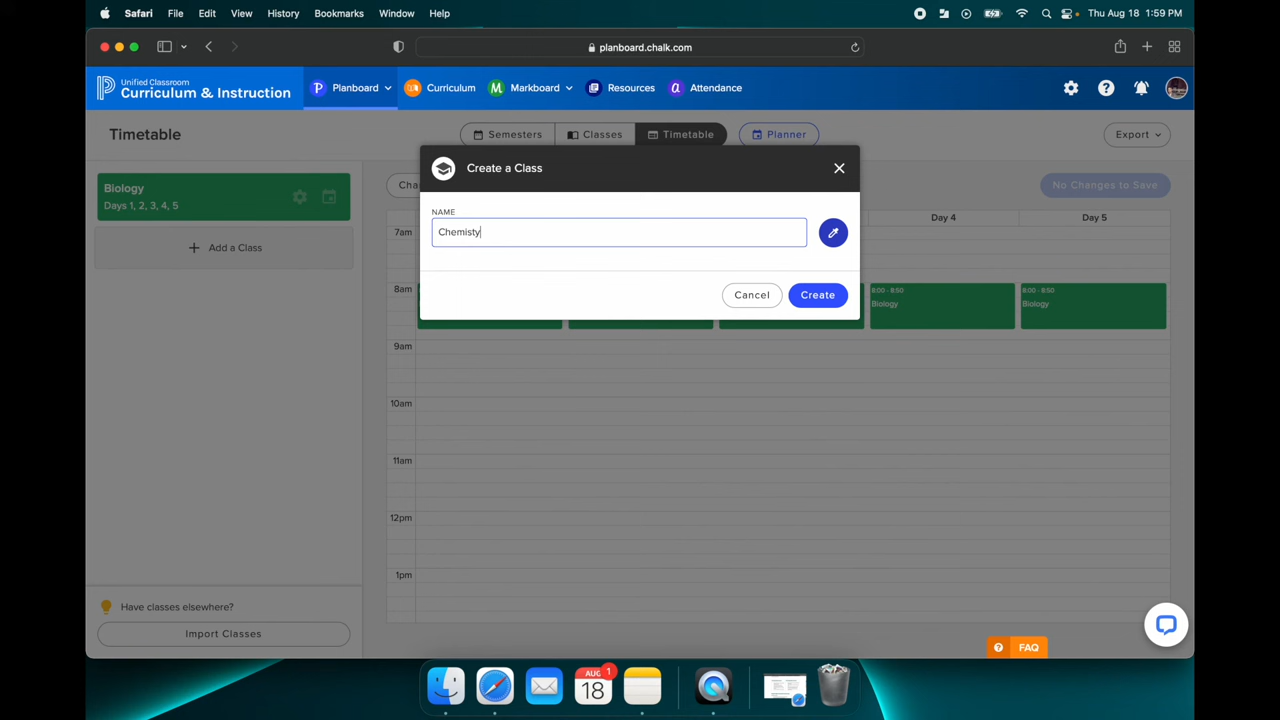 Safari File Edit View History Bookmarks Window Help Thu Aug 18 1:59 PM
planboard.chalk.com
Unified Classroom
Curriculum & Instruction
Planboard Curriculum Markboard Resources Attendance
Timetable Semesters Classes Timetable Planner Export
Create a Class
Biology
Days 1, 2, 3, 4, 5
Cha
No Changes to Save
NAME
Chemisty
Day 4 Day 5
7am
Add a Class
Cancel Create
8am
8:00 - 8:50 8:00 - 8:50
Biology Biology
9am
10am
11am
12pm
1pm
Have classes elsewhere?
Import Classes
FAQ
AUG 1
18